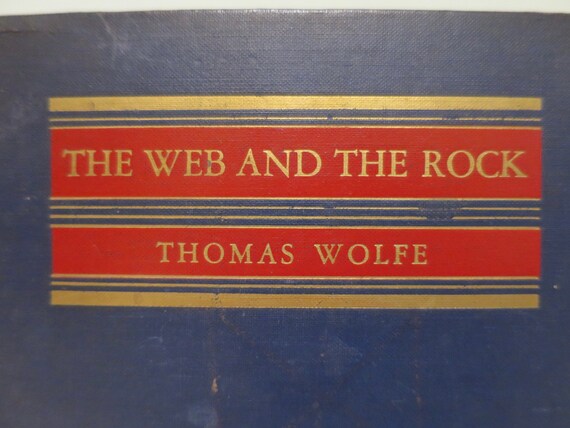 THE WEB AND THE ROCK
THOMAS WOLFE